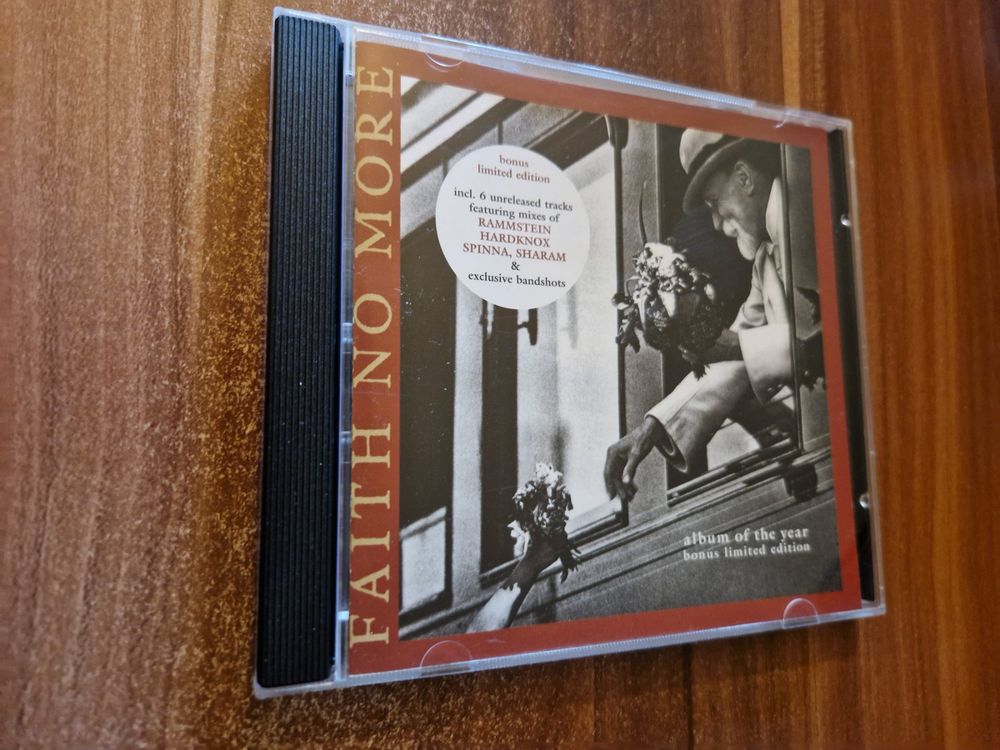 FAITH NO MORE
bonus
limited edition
incl. 6 unreleased tracks
featuring mixes of
RAMMSTEIN
HARDKNOX
SPINNA, SHARAM
&
exclusive bandshots
album of the year
bonus limited edition